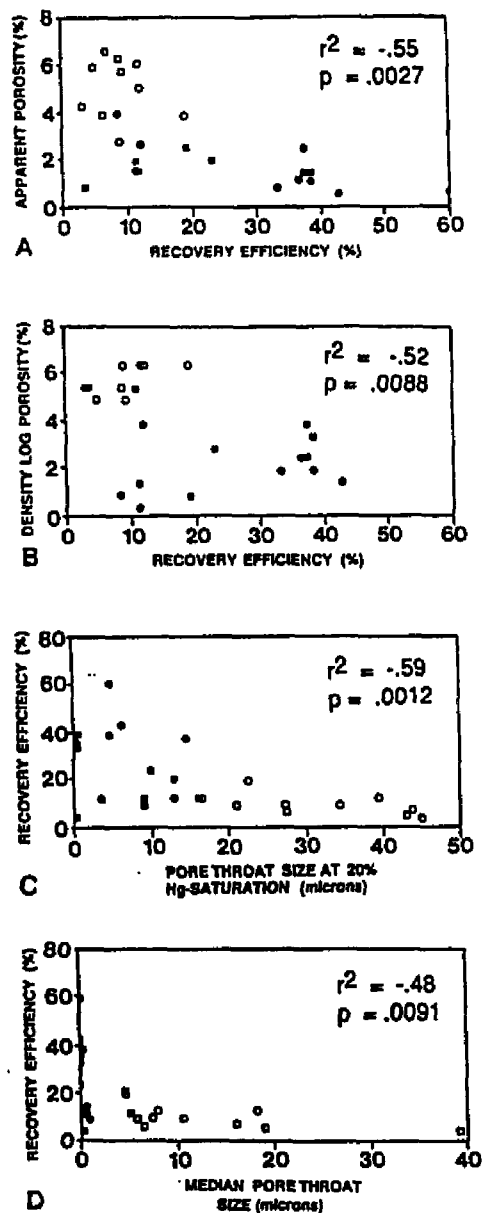 8
6
4
2
0
APPARENT POROSITY(%)
r2 = -.55
p = .0027
0 10 20 30 40 50 60
A
RECOVERY EFFICIENCY (%)
8
6
4
2
0
DENSITY LOG POROSITY(%)
r2 = -.52
p = .0088
0 10 20 30 40 50 60
B
RECOVERY EFFICIENCY (%)
80
60
40
20
0
RECOVERY EFFICIENCY (%)
r2 = -.59
p = .0012
0 10 20 30 40 50
C
PORE THROAT SIZE AT 20%
Hg-SATURATION (microns)
80
60
40
20
0
RECOVERY EFFICIENCY (%)
r2 = -.48
p = .0091
0 10 20 30 40
D
MEDIAN PORE THROAT
SIZE (microns)